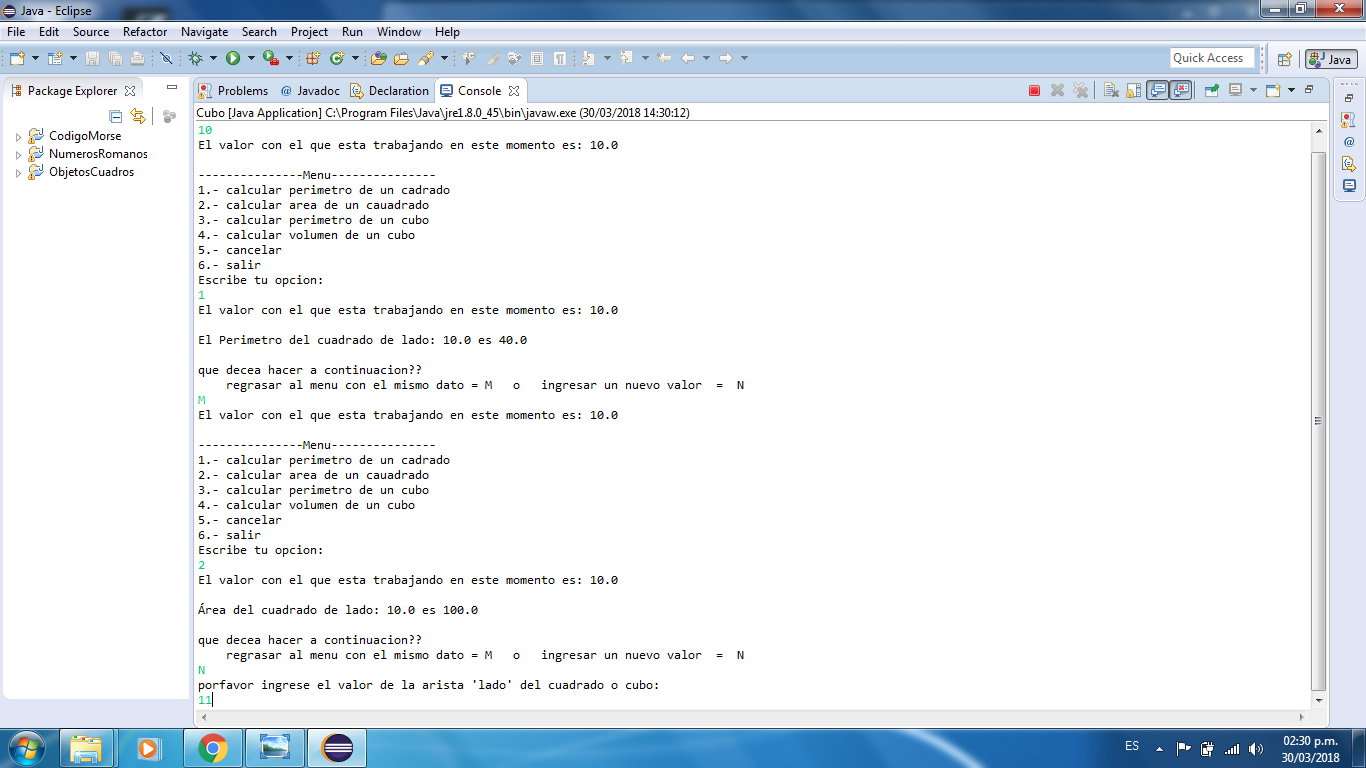 Java - Eclipse
File Edit Source Refactor Navigate Search Project Run Window Help
Quick Access
Java
Package Explorer
CodigoMorse
NumerosRomanos
ObjetosCuadros
Problems @ Javadoc Declaration Console
Cubo [Java Application] C:\Program Files\Java\jre1.8.0_45\bin\javaw.exe (30/03/2018 14:30:12)
10
El valor con el que esta trabajando en este momento es: 10.0
---------------Menu---------------
1.- calcular perimetro de un cadrado
2.- calcular area de un cauadrado
3.- calcular perimetro de un cubo
4.- calcular volumen de un cubo
5.- cancelar
6.- salir
Escribe tu opcion:
1
El valor con el que esta trabajando en este momento es: 10.0
El Perimetro del cuadrado de lado: 10.0 es 40.0
que decea hacer a continuacion??
regrasar al menu con el mismo dato = M   o   ingresar un nuevo valor  =  N
M
El valor con el que esta trabajando en este momento es: 10.0
---------------Menu---------------
1.- calcular perimetro de un cadrado
2.- calcular area de un cauadrado
3.- calcular perimetro de un cubo
4.- calcular volumen de un cubo
5.- cancelar
6.- salir
Escribe tu opcion:
2
El valor con el que esta trabajando en este momento es: 10.0
Área del cuadrado de lado: 10.0 es 100.0
que decea hacer a continuacion??
regrasar al menu con el mismo dato = M   o   ingresar un nuevo valor  =  N
N
porfavor ingrese el valor de la arista 'lado' del cuadrado o cubo:
11
ES
02:30 p.m.
30/03/2018